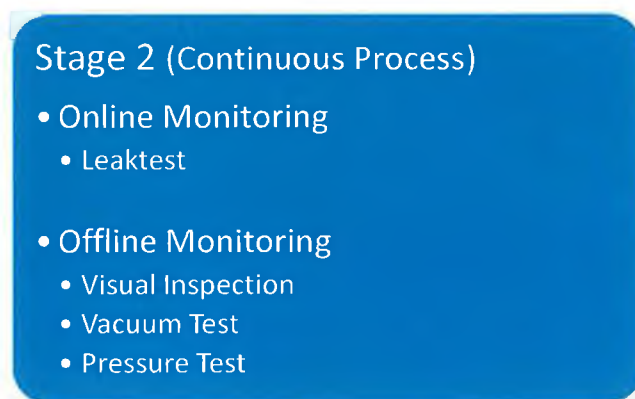 Stage 2 (Continuous Process)
• Online Monitoring
• Leaktest
• Offline Monitoring
• Visual Inspection
• Vacuum Test
• Pressure Test